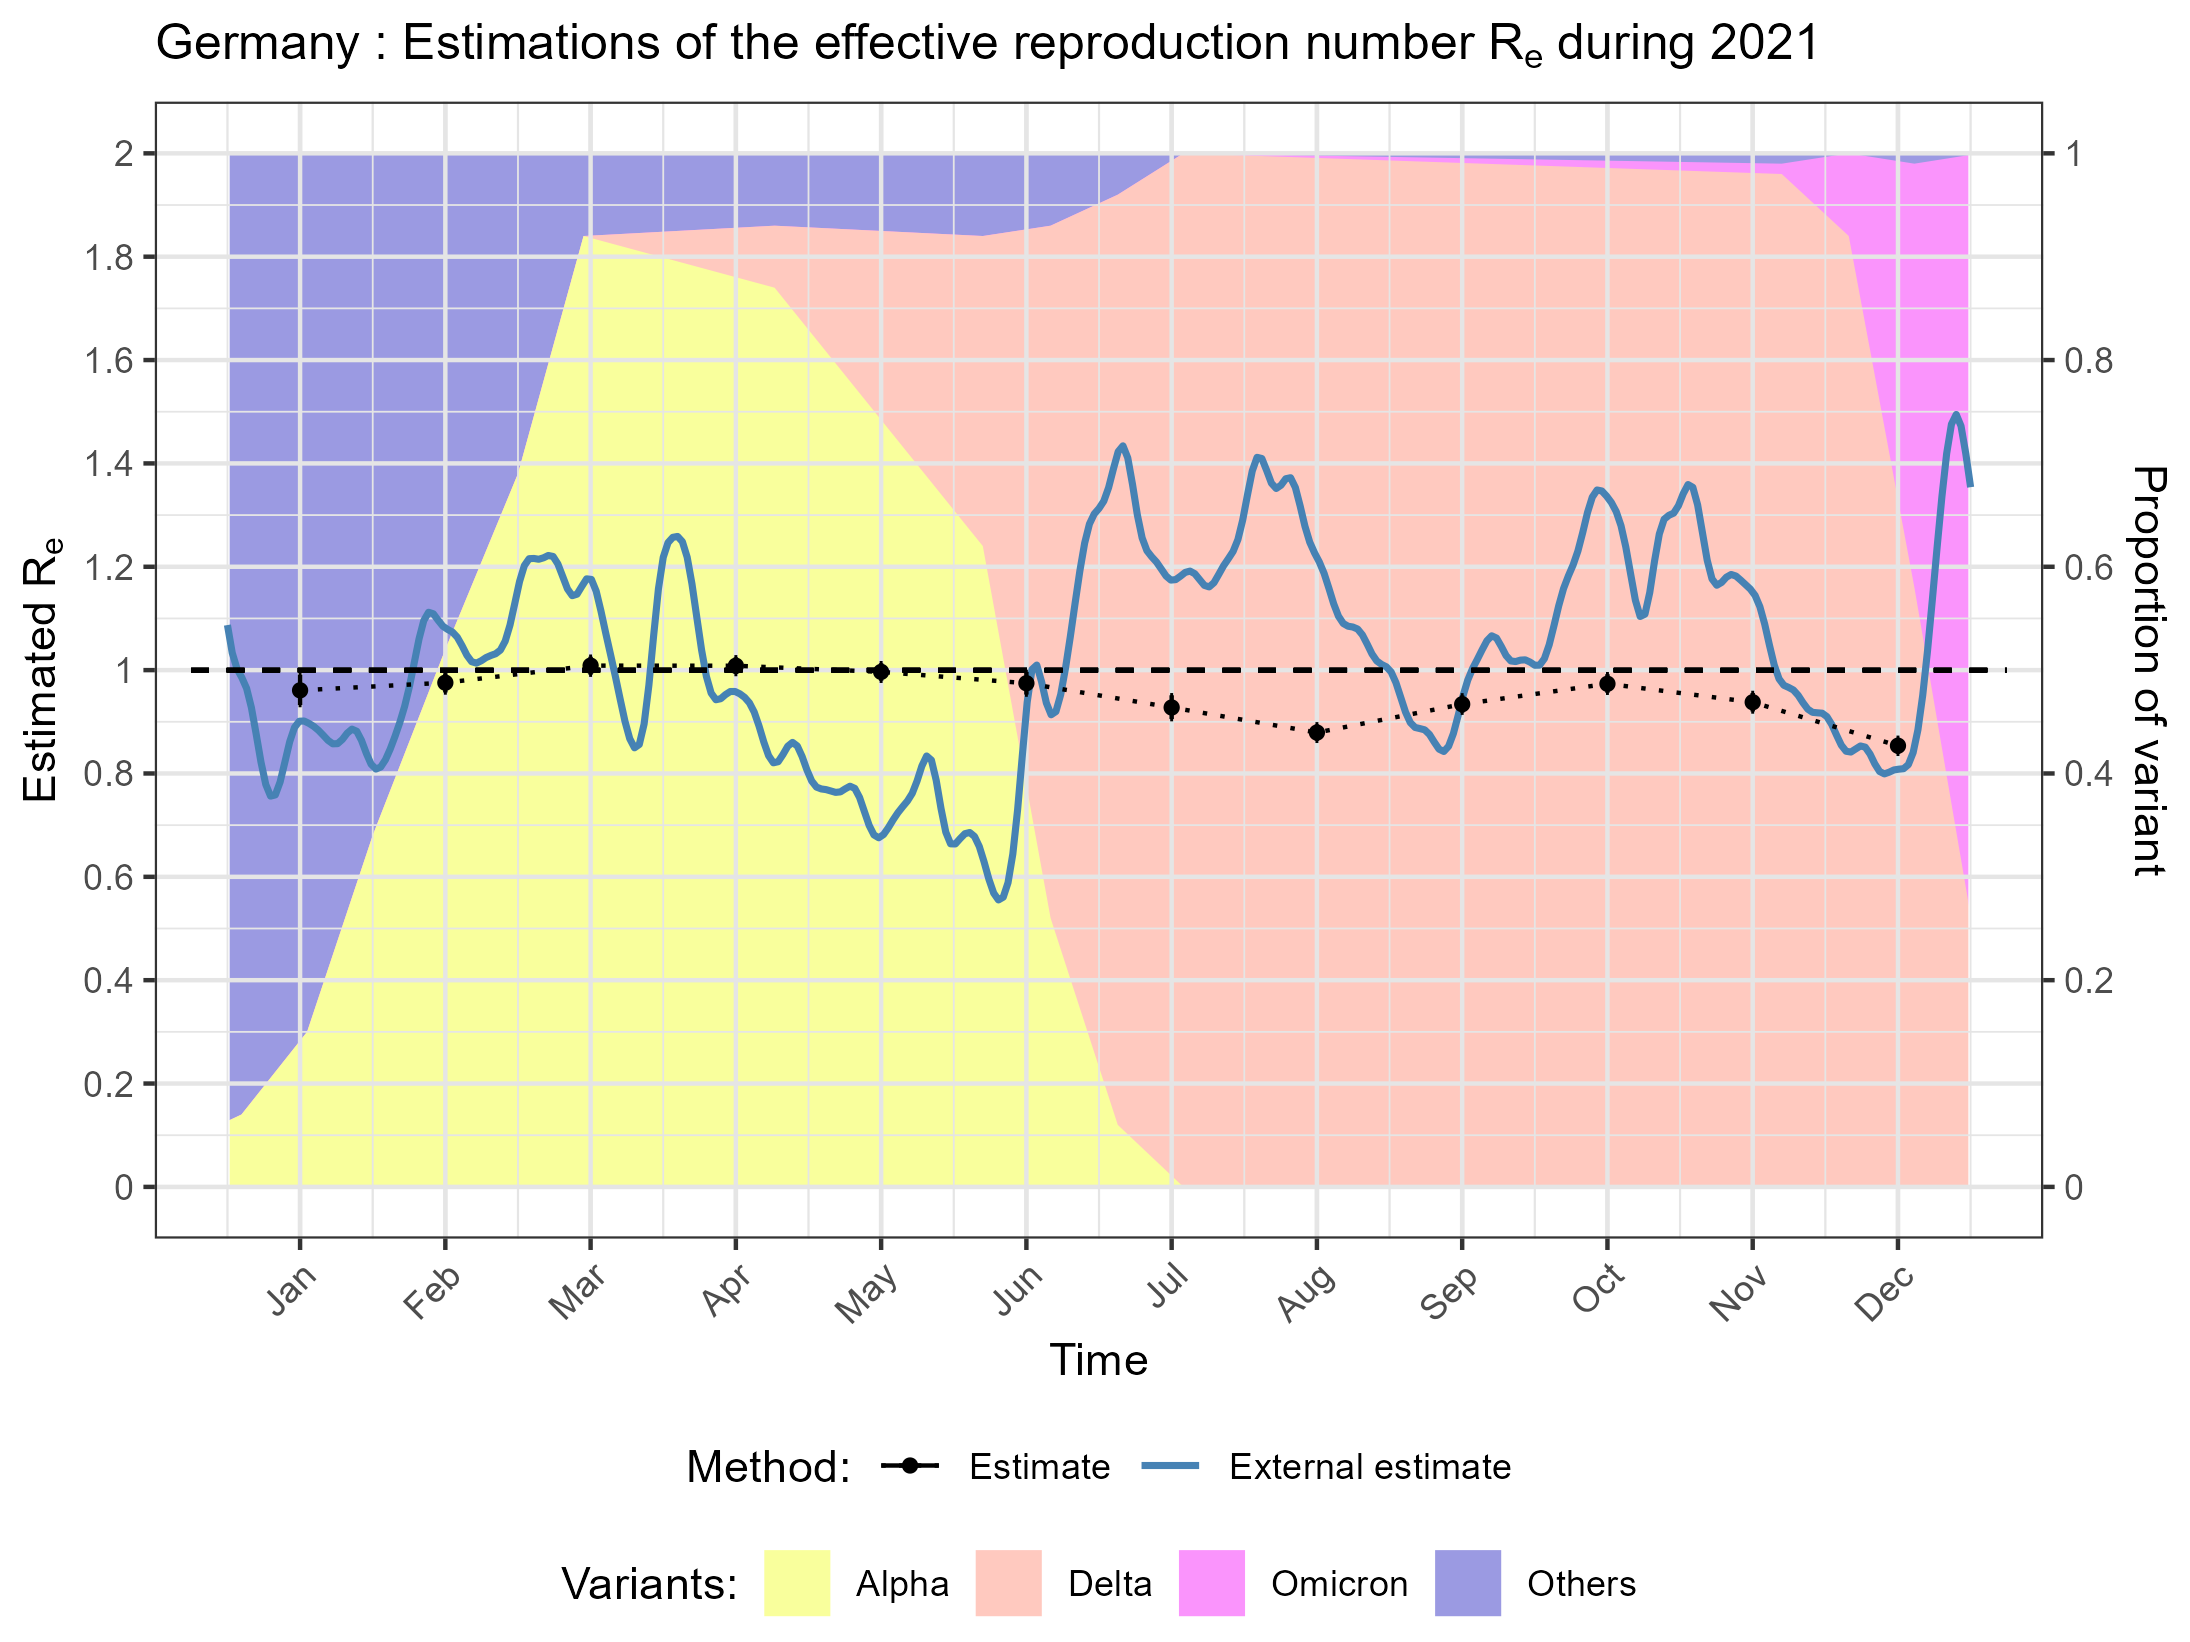 Germany : Estimations of the effective reproduction number Re during 2021
Estimated Re
2
1.8
1.6
1.4
1.2
1
0.8
0.6
0.4
0.2
0
1
0.8
0.6
0.4
0.2
0
Proportion of variant
Jan Feb Mar Apr May Jun Jul Aug Sep Oct Nov Dec
Time
Method: Estimate External estimate
Variants: Alpha Delta Omicron Others